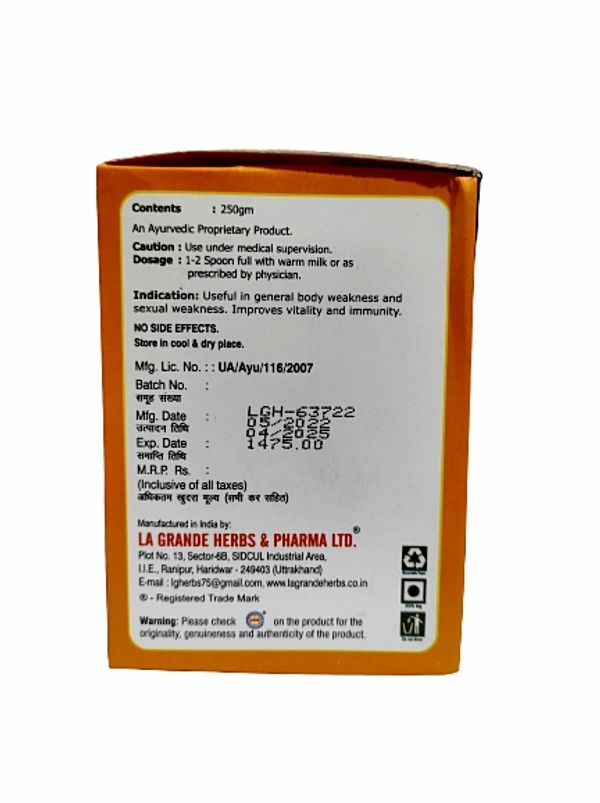 Contents : 250gm
An Ayurvedic Proprietary Product.
Caution : Use under medical supervision.
Dosage : 1-2 Spoon full with warm milk or as
prescribed by physician.
Indication: Useful in general body weakness and
sexual weakness. Improves vitality and immunity.
NO SIDE EFFECTS.
Store in cool & dry place.
Mfg. Lic. No. : : UA/Ayu/116/2007
Batch No. :
समूह संख्या
LGH-63722
Mfg. Date :
05/2022
उत्पादन तिथि
04/2025
Exp. Date :
1475.00
समाप्ति तिथि
M.R.P. Rs. :
(Inclusive of all taxes)
अधिकतम खुदरा मूल्य (सभी कर सहित)
Manufactured in India by:
LA GRANDE HERBS & PHARMA LTD.®
Plot No. 13, Sector-6B, SIDCUL Industrial Area,
I.I.E., Ranipur, Haridwar - 249403 (Uttrakhand)
E-mail : lgherbs75@gmail.com, www.lagrandeherbs.co.in
® - Registered Trade Mark
Warning: Please check on the product for the
originality, genuineness and authenticity of the product.